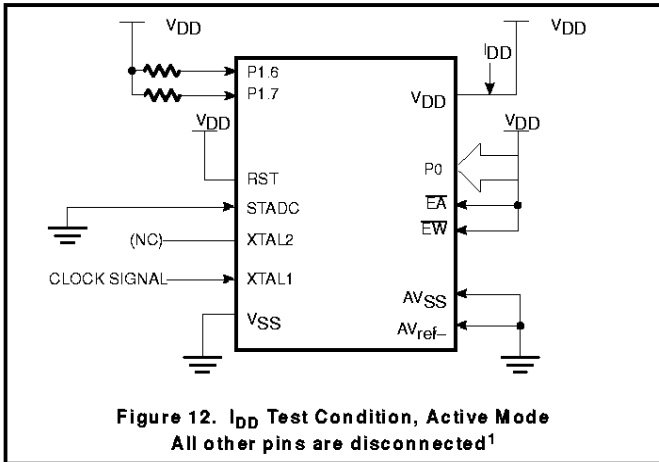 VDD
VDD
IDD
P1.6
P1.7
VDD
VDD
VDD
P0
RST
EA
STADC
EW
(NC)
XTAL2
CLOCK SIGNAL
XTAL1
AVSS
VSS
AVref–
Figure 12. IDD Test Condition, Active Mode
All other pins are disconnected1